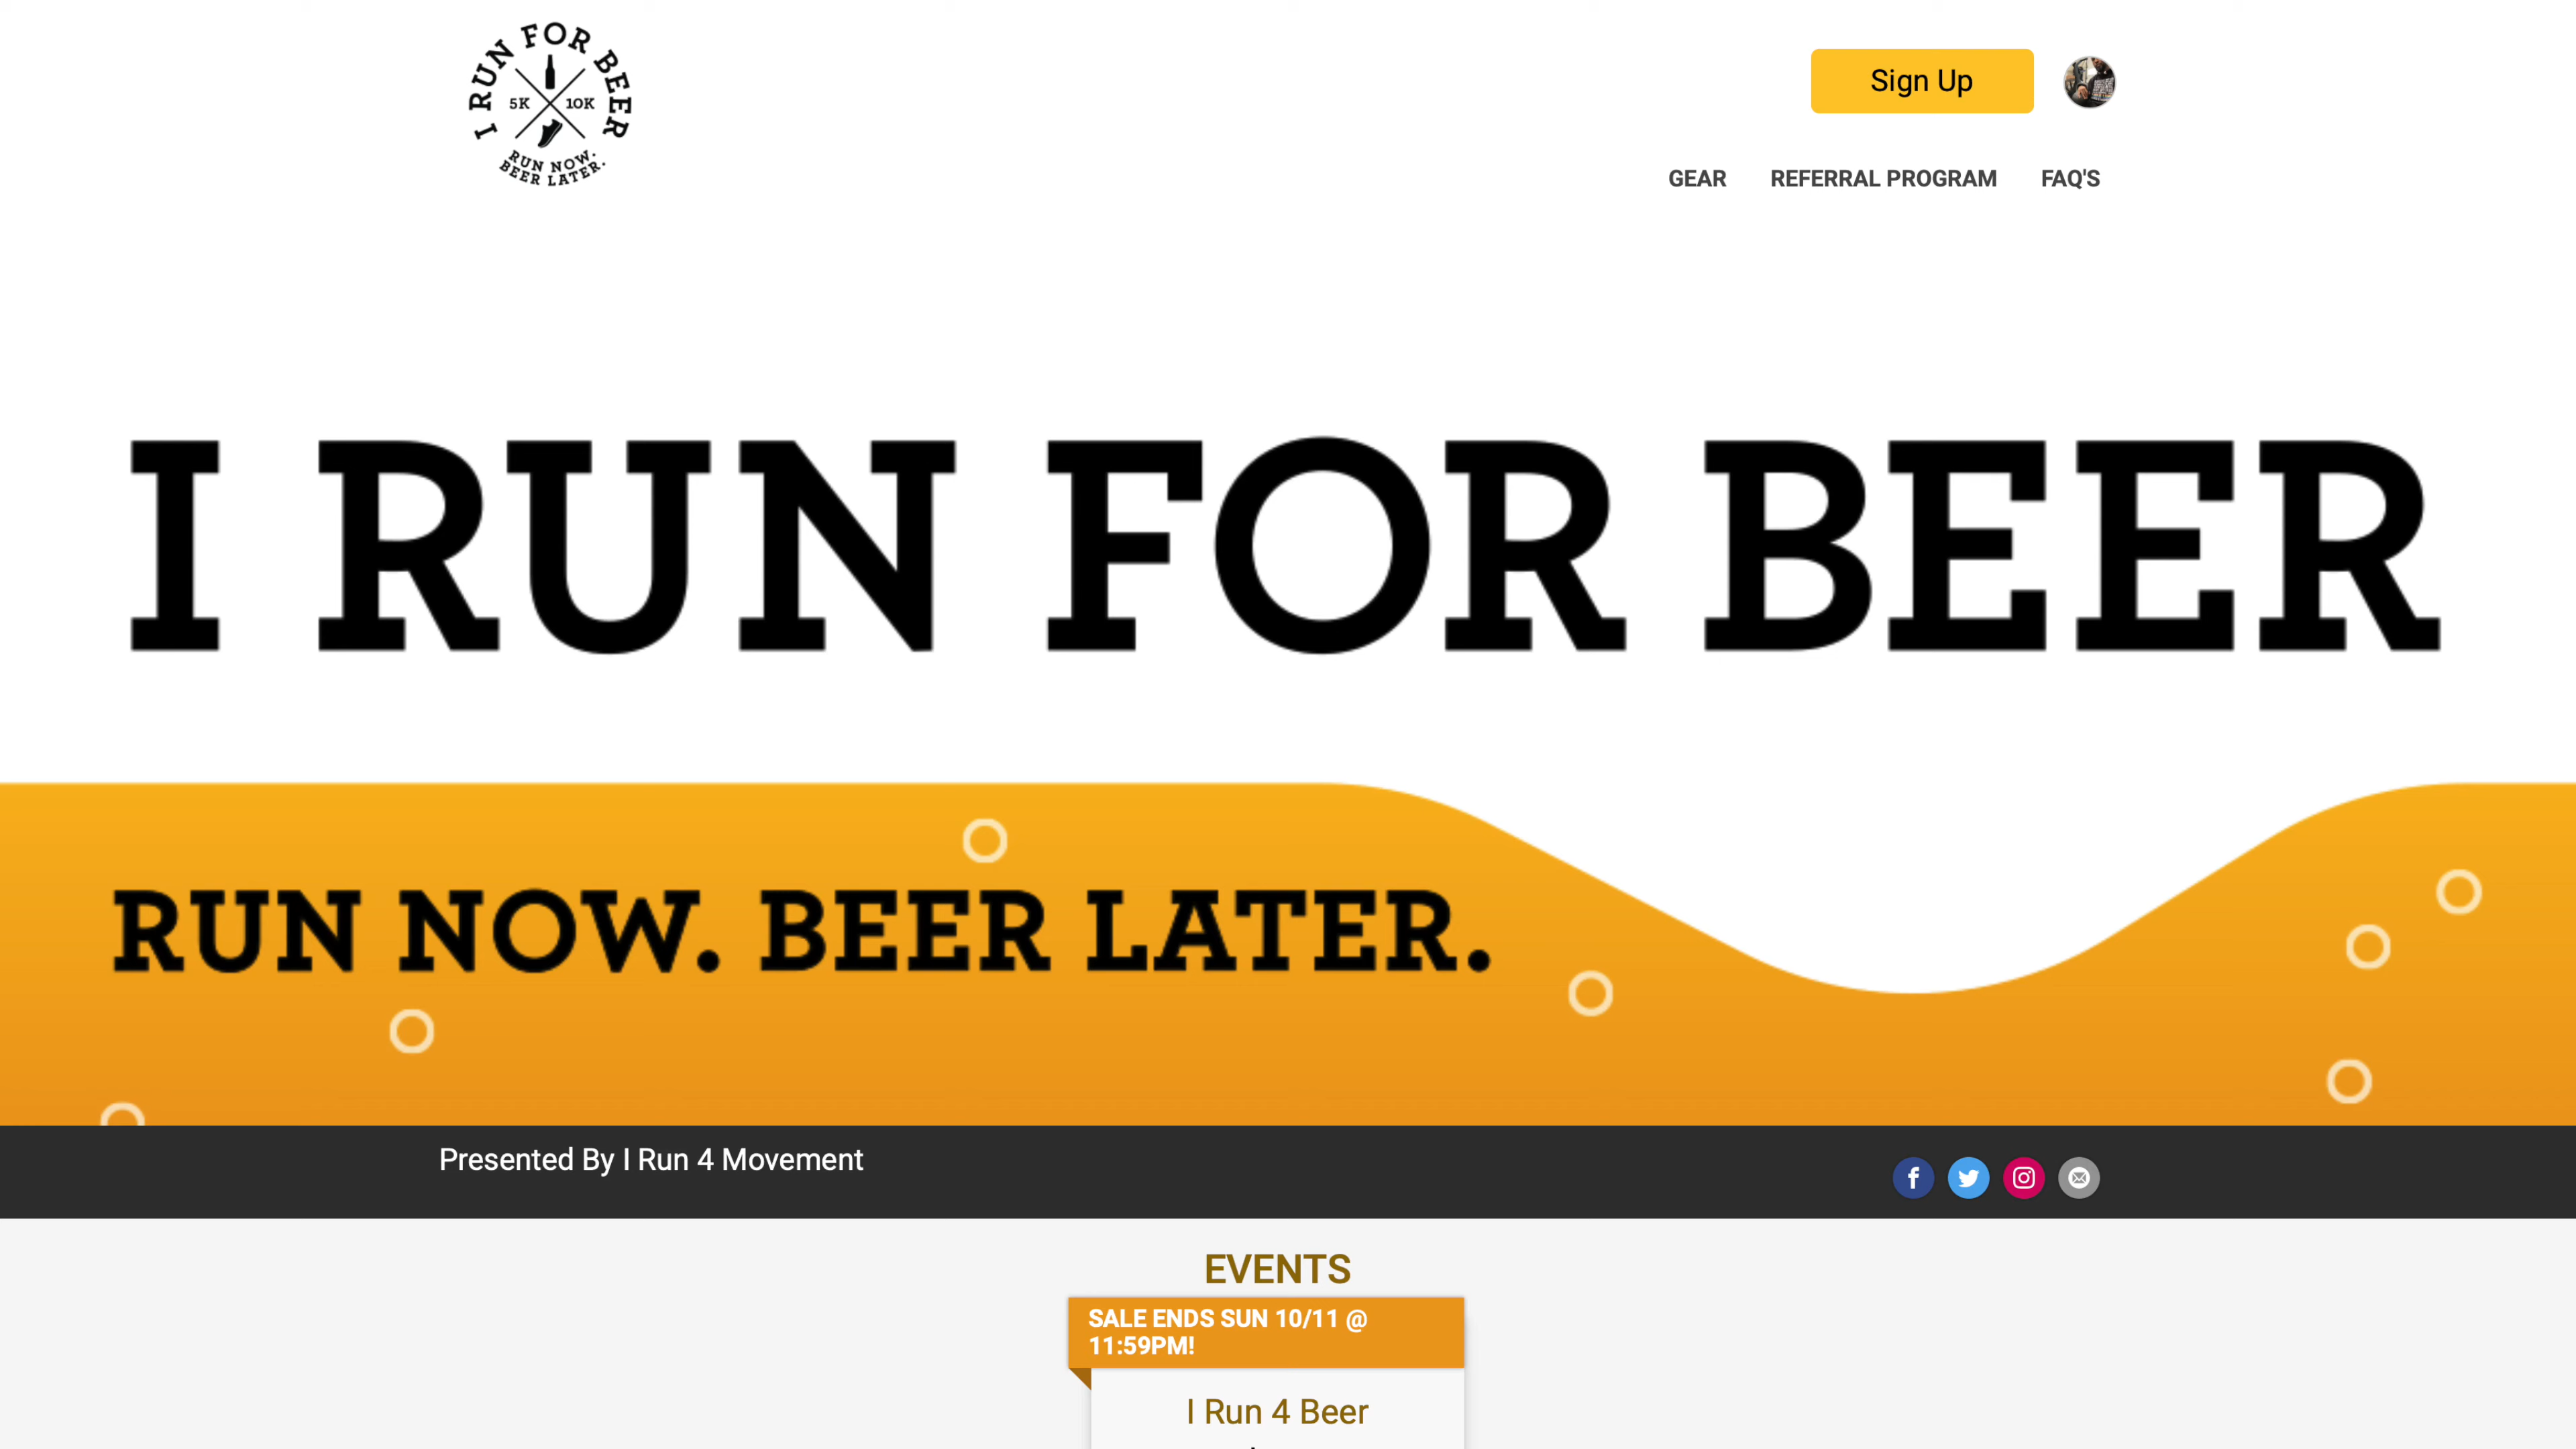 I RUN FOR BEER
5K 10K
RUN NOW.
BEER LATER.
Sign Up
GEAR REFERRAL PROGRAM FAQ'S
I RUN FOR BEER
RUN NOW. BEER LATER.
Presented By I Run 4 Movement
EVENTS
SALE ENDS SUN 10/11 @
11:59PM!
I Run 4 Beer